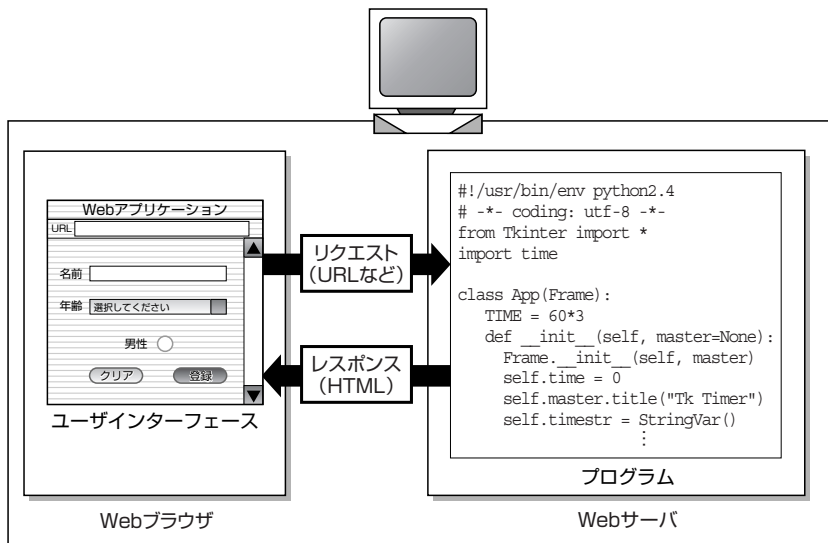 Webアプリケーション
URL
名前
年齢 選択してください
男性
クリア 登録
ユーザインターフェース
Webブラウザ
リクエスト
(URLなど)
レスポンス
(HTML)
#!/usr/bin/env python2.4
# -*- coding: utf-8 -*-
from Tkinter import *
import time
class App(Frame):
TIME = 60*3
def __init__(self, master=None):
Frame.__init__(self, master)
self.time = 0
self.master.title("Tk Timer")
self.timestr = StringVar()
⋮
プログラム
Webサーバ